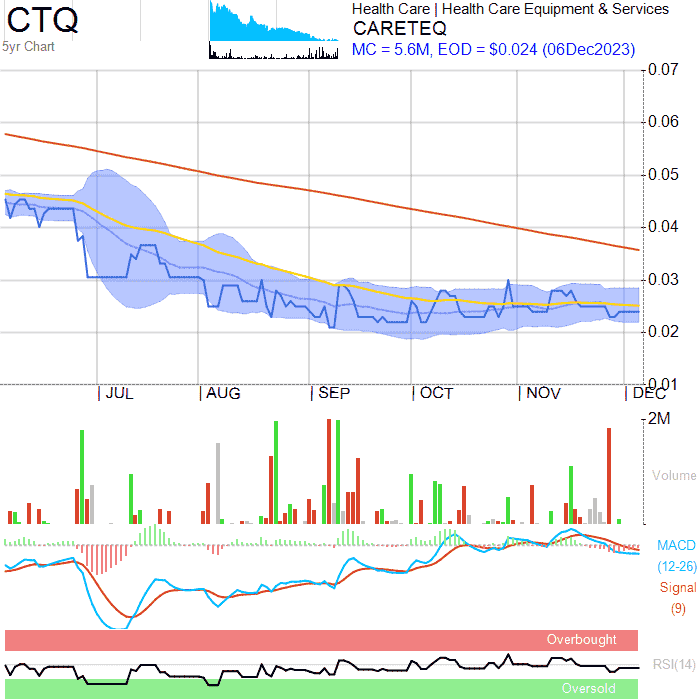 CTQ
5yr Chart
Health Care | Health Care Equipment & Services
CARETEQ
MC = 5.6M, EOD = $0.024 (06Dec2023)
0.07
0.06
0.05
0.04
0.03
0.02
0.01
JUL
AUG
SEP
OCT
NOV
DEC
2M
Volume
MACD
(12-26)
Signal
(9)
Overbought
RSI(14)
Oversold